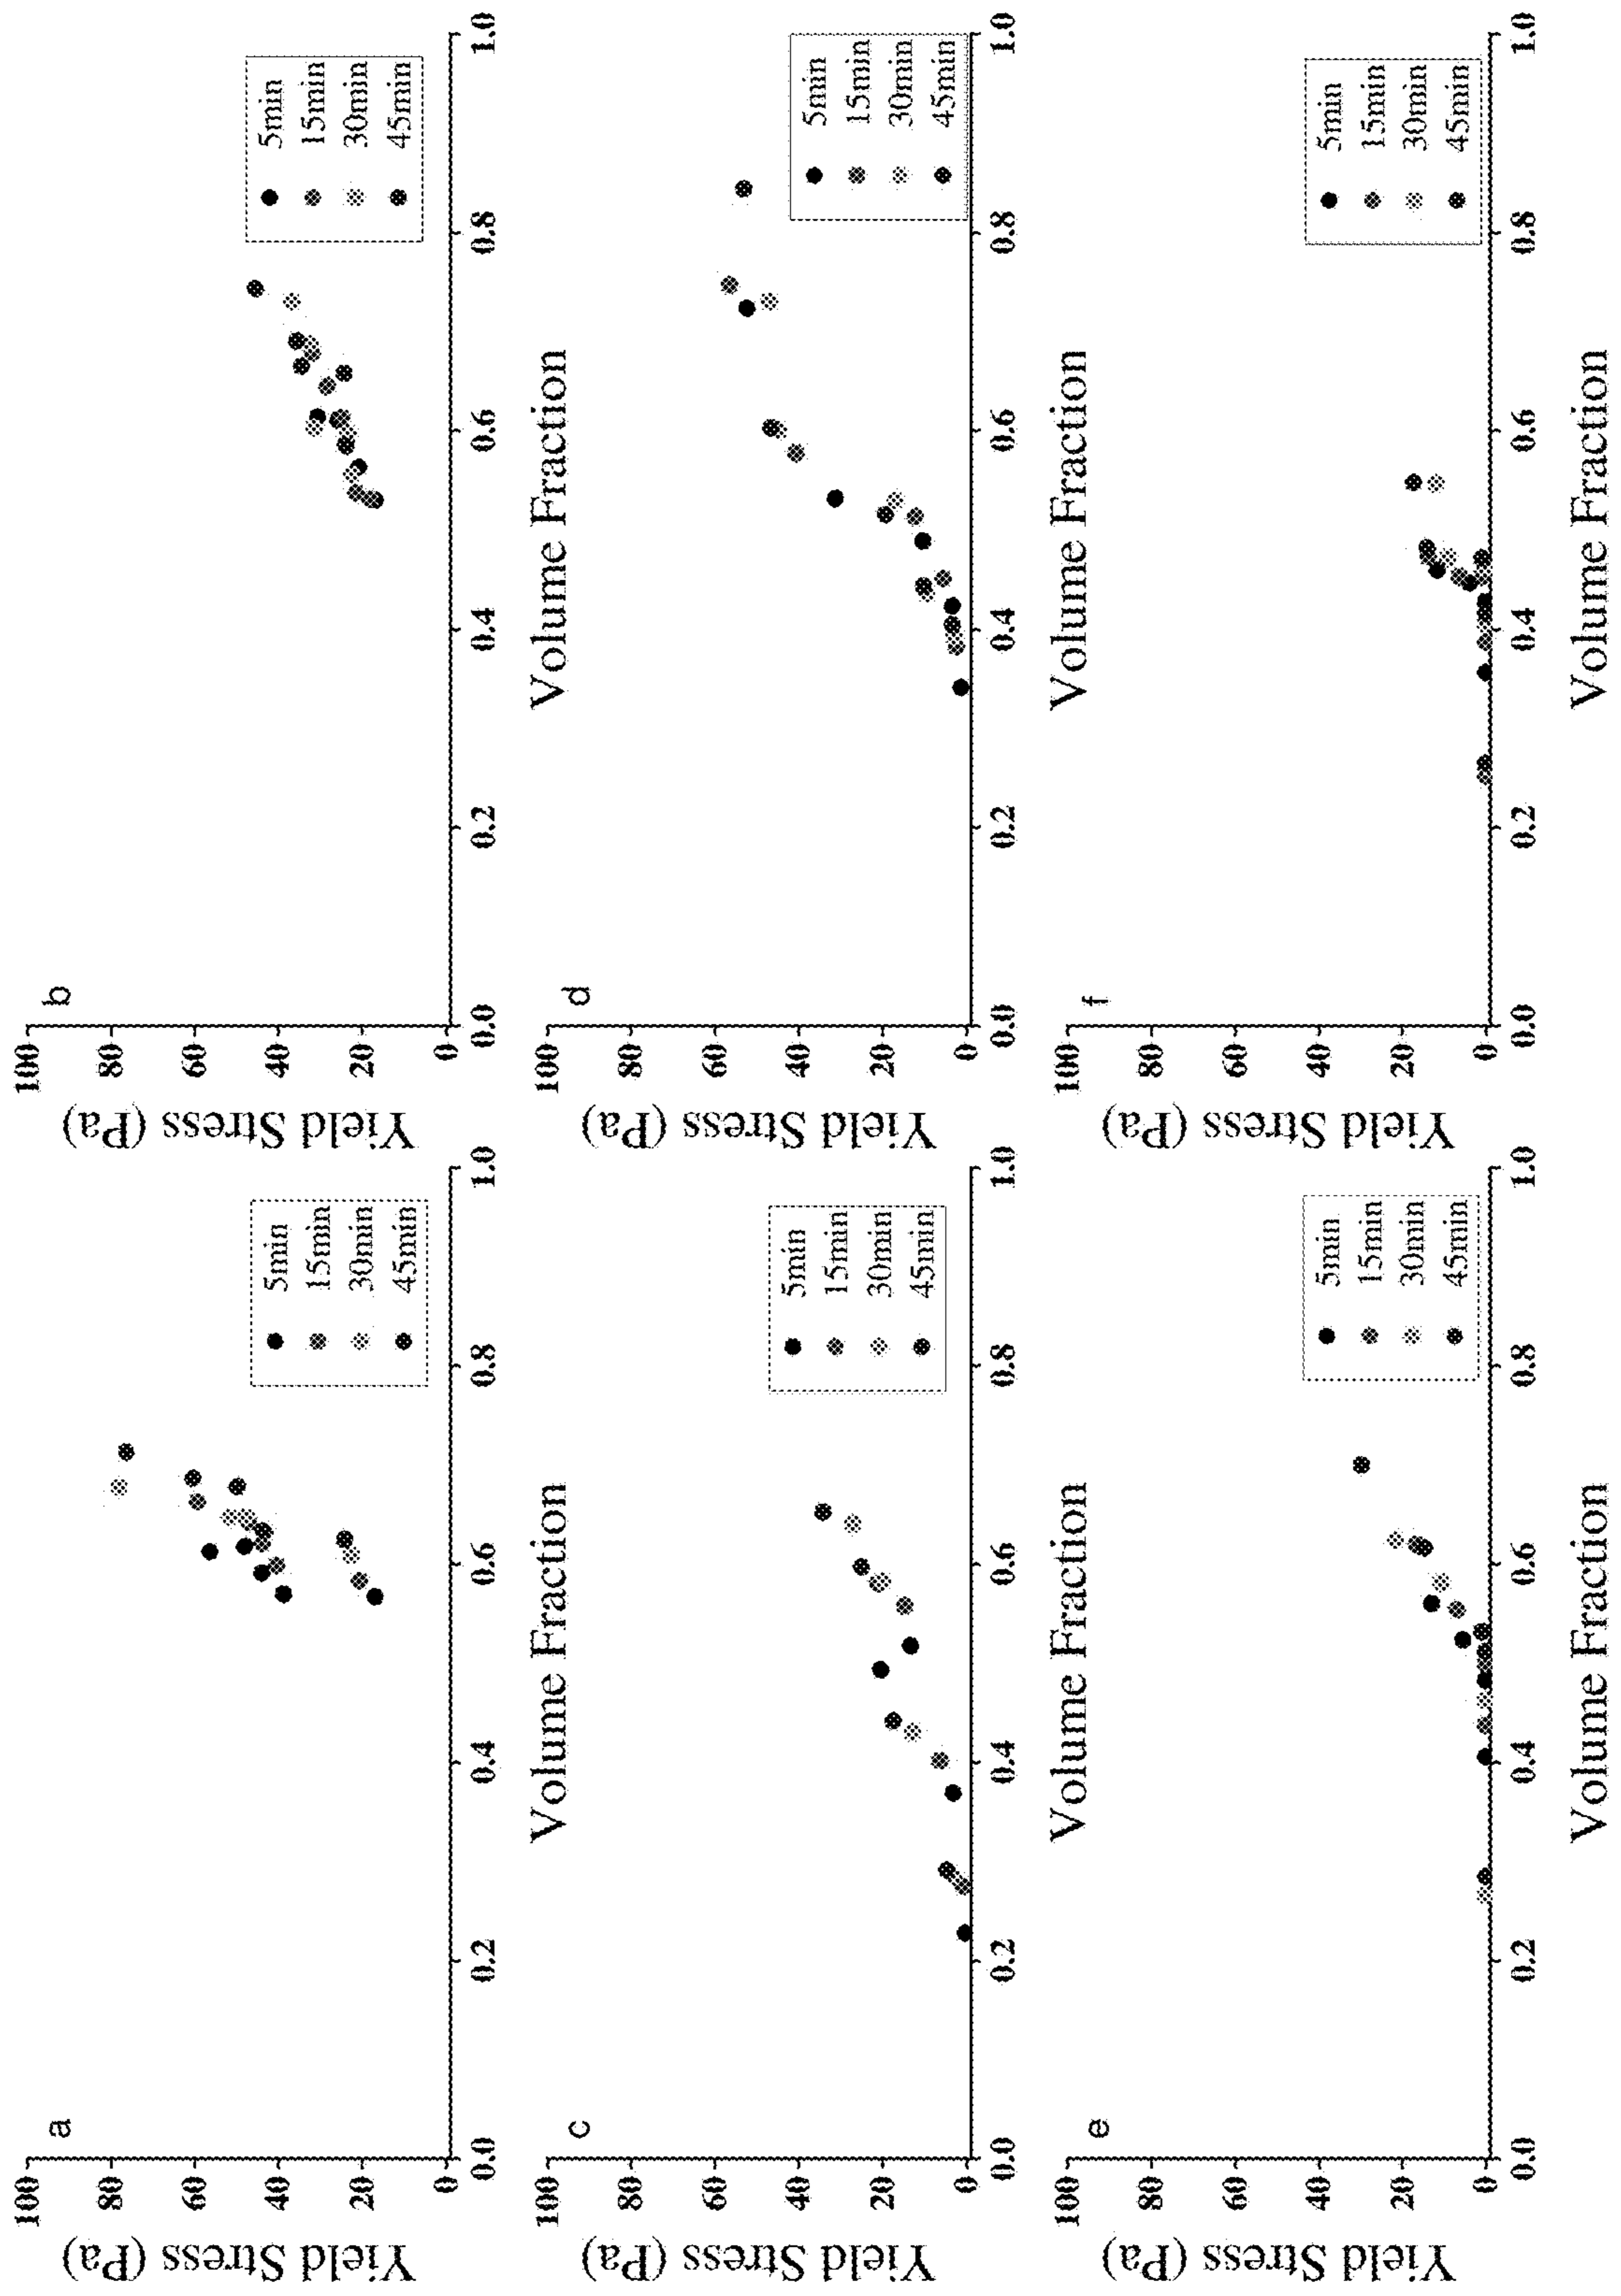 a
Yield Stress (Pa)
100
80
60
40
20
0
0.0
0.2
0.4
0.6
0.8
1.0
Volume Fraction
5min
15min
30min
45min
b
Yield Stress (Pa)
100
80
60
40
20
0
0.0
0.2
0.4
0.6
0.8
1.0
Volume Fraction
5min
15min
30min
45min
c
Yield Stress (Pa)
100
80
60
40
20
0
0.0
0.2
0.4
0.6
0.8
1.0
Volume Fraction
5min
15min
30min
45min
d
Yield Stress (Pa)
100
80
60
40
20
0
0.0
0.2
0.4
0.6
0.8
1.0
Volume Fraction
5min
15min
30min
45min
e
Yield Stress (Pa)
100
80
60
40
20
0
0.0
0.2
0.4
0.6
0.8
1.0
Volume Fraction
5min
15min
30min
45min
f
Yield Stress (Pa)
100
80
60
40
20
0
0.0
0.2
0.4
0.6
0.8
1.0
Volume Fraction
5min
15min
30min
45min